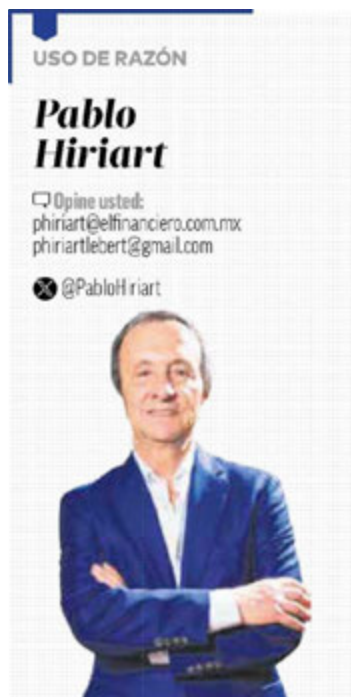 USO DE RAZÓN
Pablo
Hiriart
Opine usted:
phiriart@elfinanciero.com.mx
phiriartlebert@gmail.com
@PabloHiriart